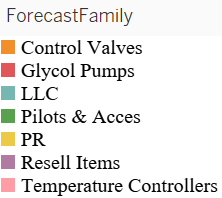 ForecastFamily
Control Valves
Glycol Pumps
LLC
Pilots & Acces
PR
Resell Items
Temperature Controllers